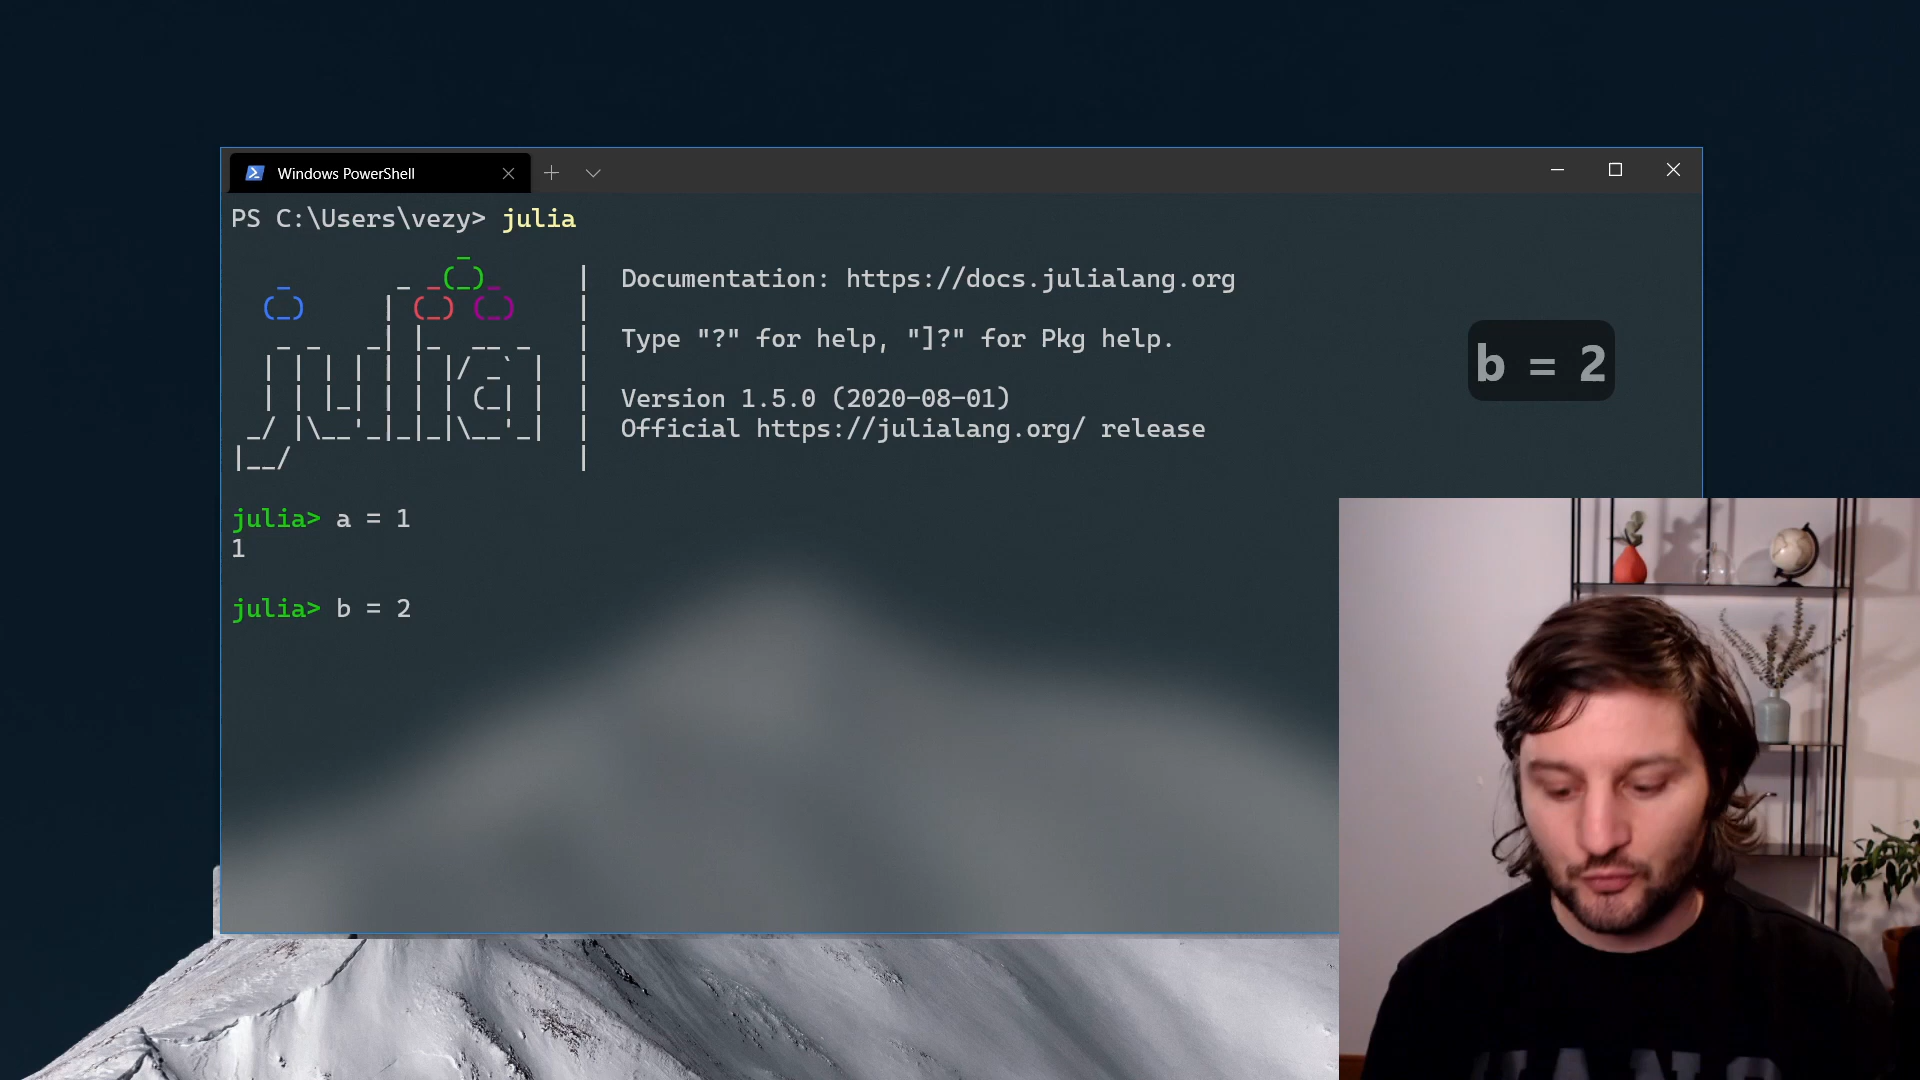 Windows PowerShell
PS C:\Users\vezy> julia
Documentation: https://docs.julialang.org
Type "?" for help, "]?" for Pkg help.
Version 1.5.0 (2020-08-01)
Official https://julialang.org/ release
b = 2
julia> a = 1
1
julia> b = 2